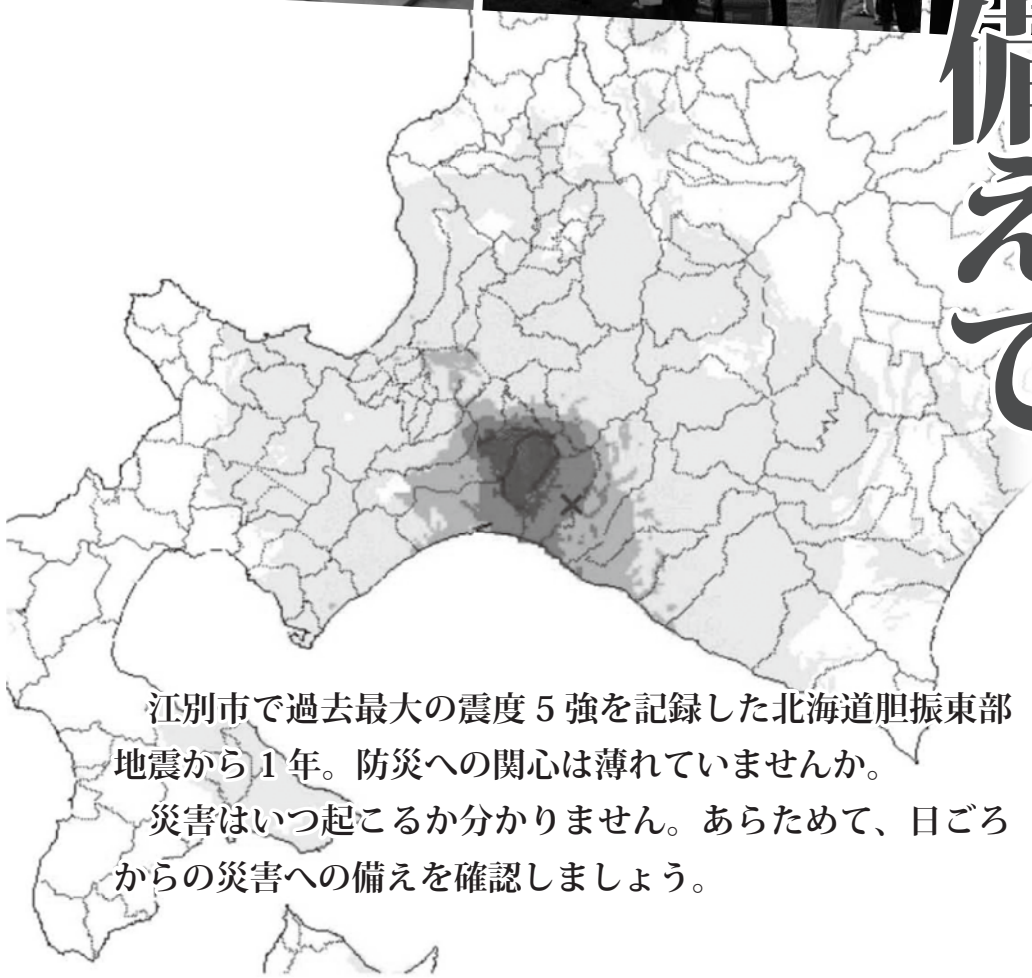 備えて
江別市で過去最大の震度5強を記録した北海道胆振東部
地震から1年。防災への関心は薄れていませんか。
災害はいつ起こるか分かりません。あらためて、日ごろ
からの災害への備えを確認しましょう。